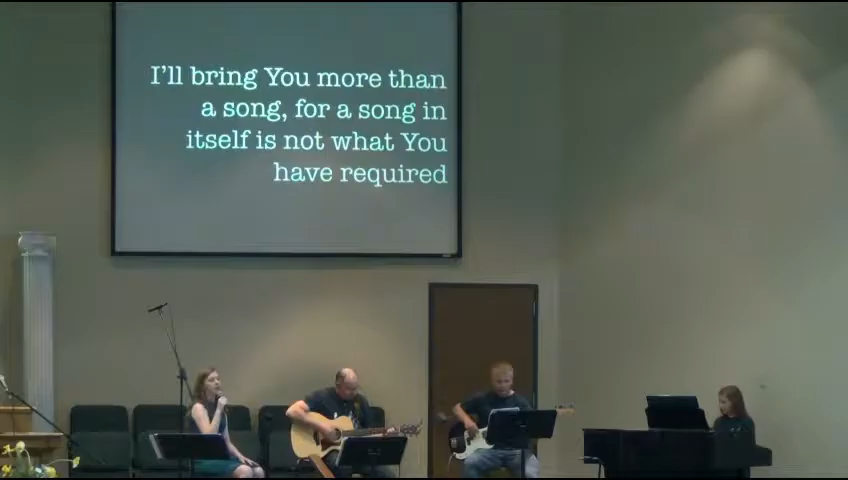 I'll bring You more than
a song, for a song in
itself is not what You
have required